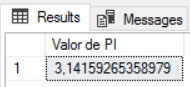 Results Messages
Valor de PI
1 3,14159265358979